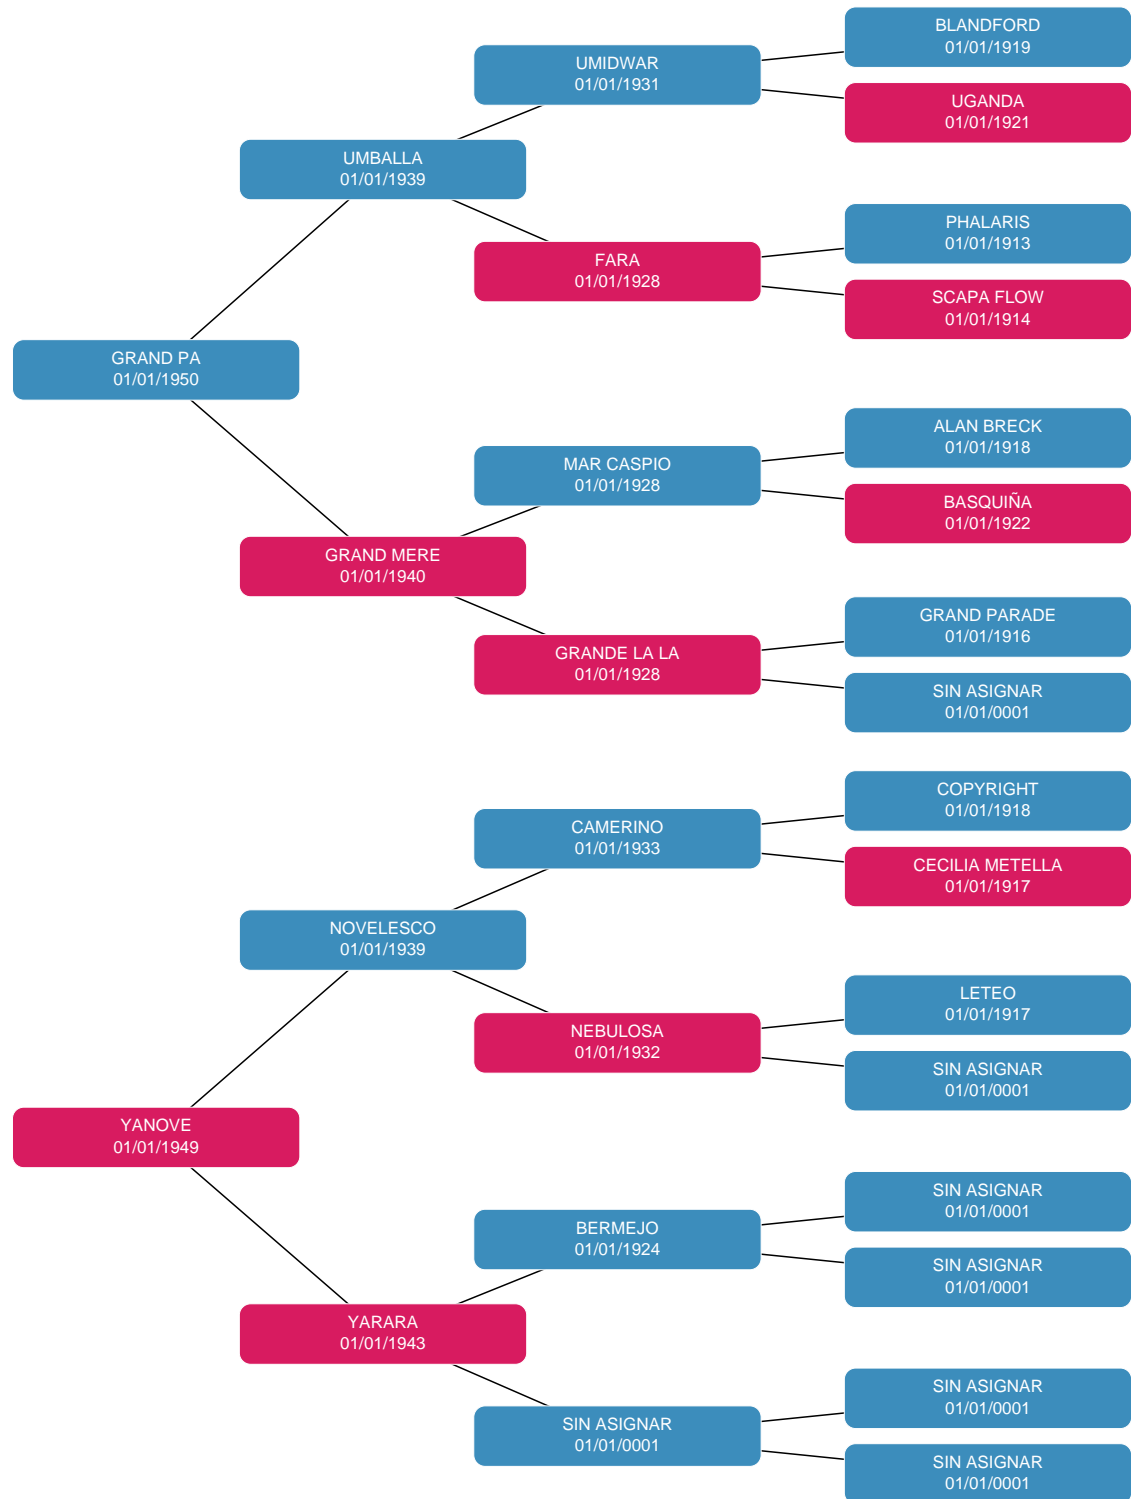 BLANDFORD
01/01/1919
UMIDWAR
01/01/1931
UGANDA
01/01/1921
UMBALLA
01/01/1939
PHALARIS
01/01/1913
FARA
01/01/1928
SCAPA FLOW
01/01/1914
GRAND PA
01/01/1950
ALAN BRECK
01/01/1918
MAR CASPIO
01/01/1928
BASQUIÑA
01/01/1922
GRAND MERE
01/01/1940
GRAND PARADE
01/01/1916
GRANDE LA LA
01/01/1928
SIN ASIGNAR
01/01/0001
COPYRIGHT
01/01/1918
CAMERINO
01/01/1933
CECILIA METELLA
01/01/1917
NOVELESCO
01/01/1939
LETEO
01/01/1917
NEBULOSA
01/01/1932
SIN ASIGNAR
01/01/0001
YANOVE
01/01/1949
SIN ASIGNAR
01/01/0001
BERMEJO
01/01/1924
SIN ASIGNAR
01/01/0001
YARARA
01/01/1943
SIN ASIGNAR
01/01/0001
SIN ASIGNAR
01/01/0001
SIN ASIGNAR
01/01/0001